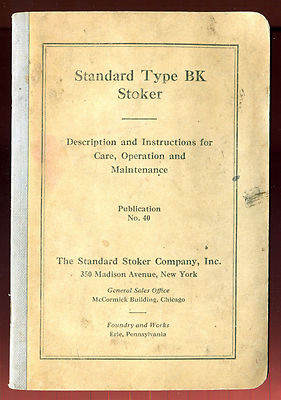 Standard Type BK
Stoker
Description and Instructions for
Care, Operation and
Maintenance
Publication
No. 40
The Standard Stoker Company, Inc.
350 Madison Avenue, New York
General Sales Office
McCormick Building, Chicago
Foundry and Works
Erie, Pennsylvania